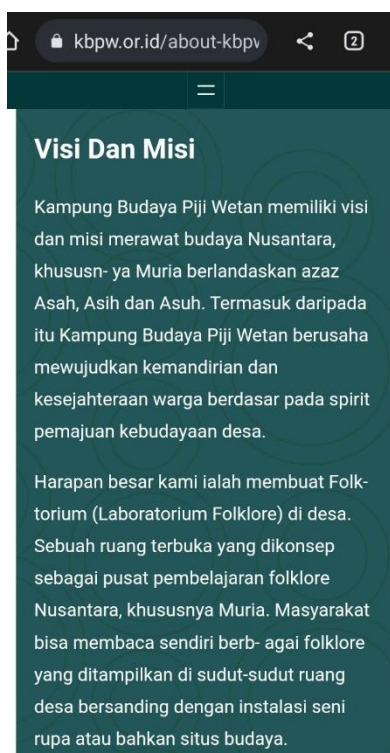 kbpw.or.id/about-kbpw
2
Visi Dan Misi
Kampung Budaya Piji Wetan memiliki visi
dan misi merawat budaya Nusantara,
khususn- ya Muria berlandaskan azaz
Asah, Asih dan Asuh. Termasuk daripada
itu Kampung Budaya Piji Wetan berusaha
mewujudkan kemandirian dan
kesejahteraan warga berdasar pada spirit
pemajuan kebudayaan desa.
Harapan besar kami ialah membuat Folk-
torium (Laboratorium Folklore) di desa.
Sebuah ruang terbuka yang dikonsep
sebagai pusat pembelajaran folklore
Nusantara, khususnya Muria. Masyarakat
bisa membaca sendiri berb- agai folklore
yang ditampilkan di sudut-sudut ruang
desa bersanding dengan instalasi seni
rupa atau bahkan situs budaya.